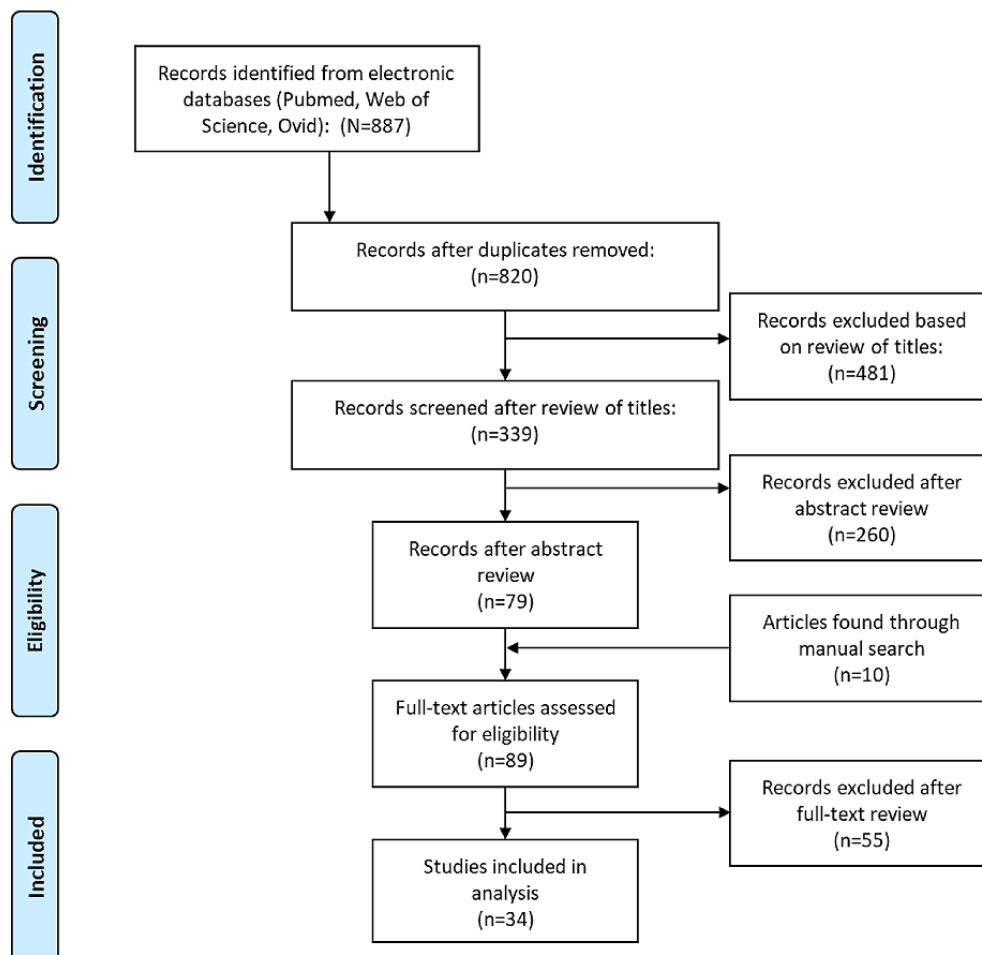 Identification
Records identified from electronic
databases (Pubmed, Web of
Science, Ovid): (N=887)
Records after duplicates removed:
(n=820)
Screening
Records excluded based
on review of titles:
(n=481)
Records screened after review of titles:
(n=339)
Records excluded after
abstract review
(n=260)
Eligibility
Records after abstract
review
(n=79)
Articles found through
manual search
(n=10)
Full-text articles assessed
for eligibility
(n=89)
Included
Records excluded after
full-text review
(n=55)
Studies included in
analysis
(n=34)